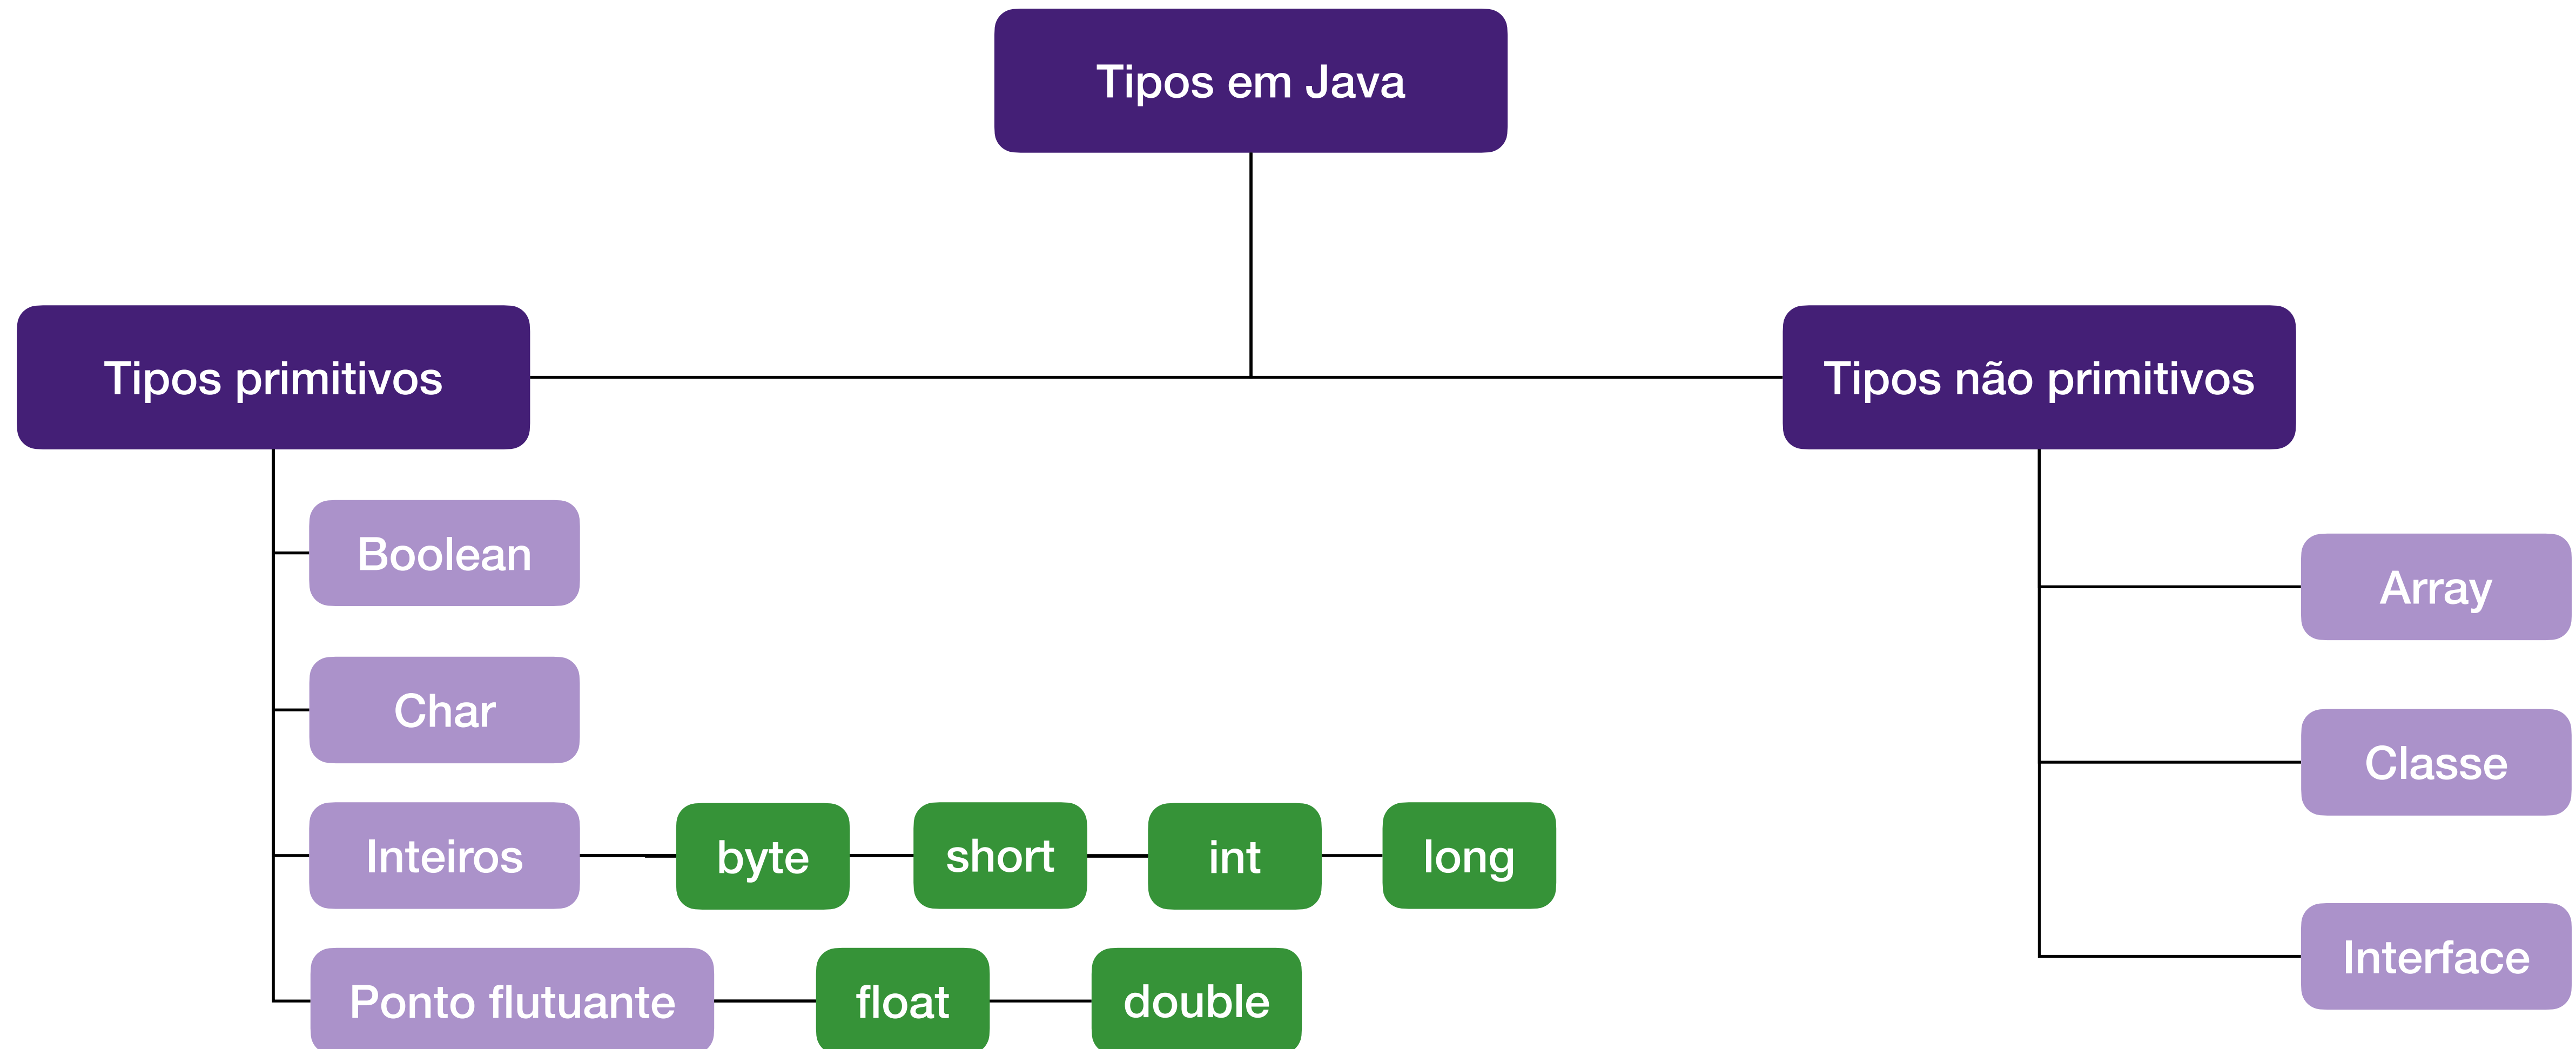 Tipos em Java
Tipos primitivos
Tipos não primitivos
Boolean
Char
Inteiros
byte
short
int
long
Ponto flutuante
float
double
Array
Classe
Interface